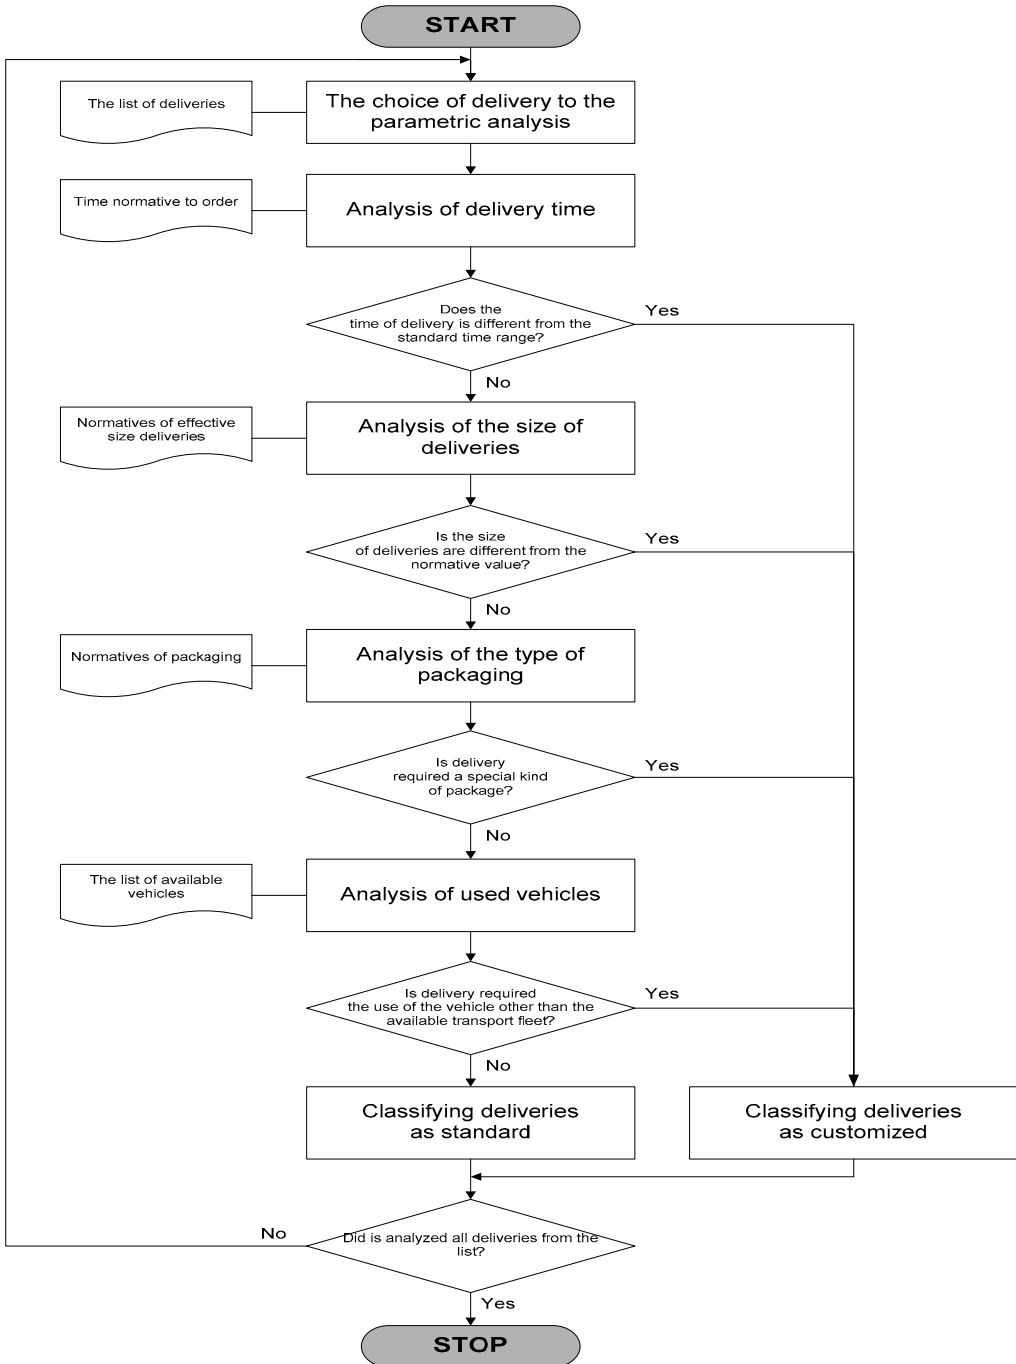 START
The list of deliveries
The choice of delivery to the
parametric analysis
Time normative to order
Analysis of delivery time
Does the
time of delivery is different from the
standard time range?
Yes
No
Normatives of effective
size deliveries
Analysis of the size of
deliveries
Is the size
of deliveries are different from the
normative value?
Yes
No
Normatives of packaging
Analysis of the type of
packaging
Is delivery
required a special kind
of package?
Yes
No
The list of available
vehicles
Analysis of used vehicles
Is delivery required
the use of the vehicle other than the
available transport fleet?
Yes
No
Classifying deliveries
as standard
Classifying deliveries
as customized
No
Did is analyzed all deliveries from the
list?
Yes
STOP